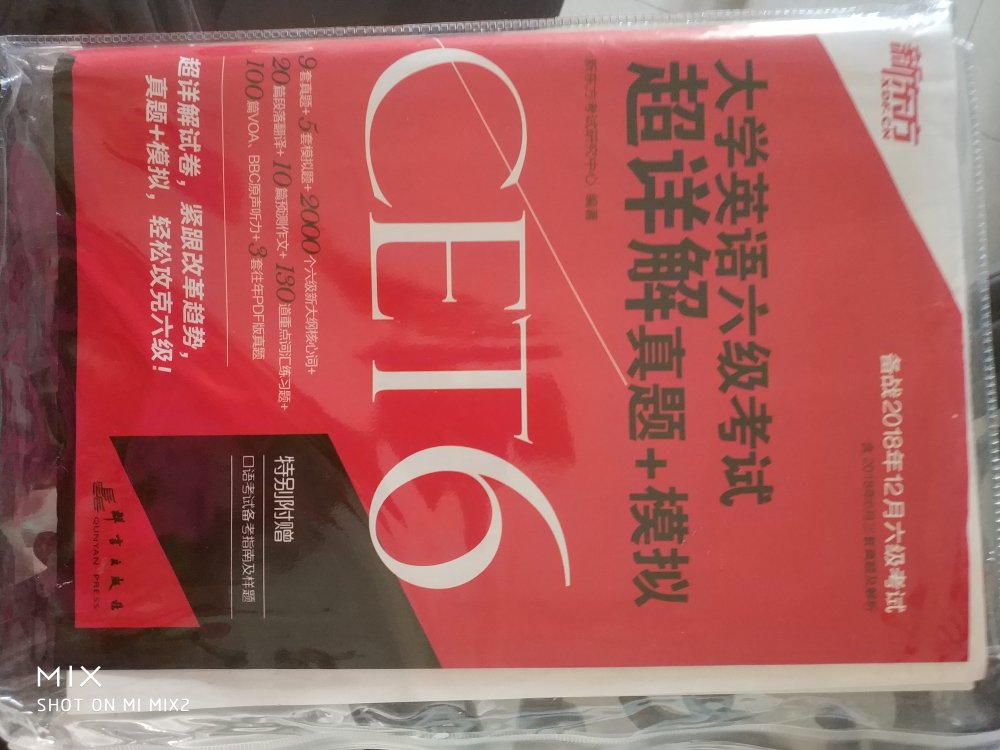 新东方
XDF.CN
备战2018年12月六级考试
含2018年6月三套真题及解析
大学英语六级考试
超详解真题+模拟
新东方考试研究中心 编著
CET6
9套真题+5套模拟题+2000个六级新大纲核心词+
20篇段落翻译+10篇预测作文+130道重点词汇练习题+
100篇VOA、BBC原声听力+3套往年PDF版真题
超详解试卷,紧跟改革趋势,
真题+模拟,轻松攻克六级!
特别附赠
口语考试备考指南及样题
群言出版社
QUNYAN PRESS
MIX
SHOT ON MI MIX2